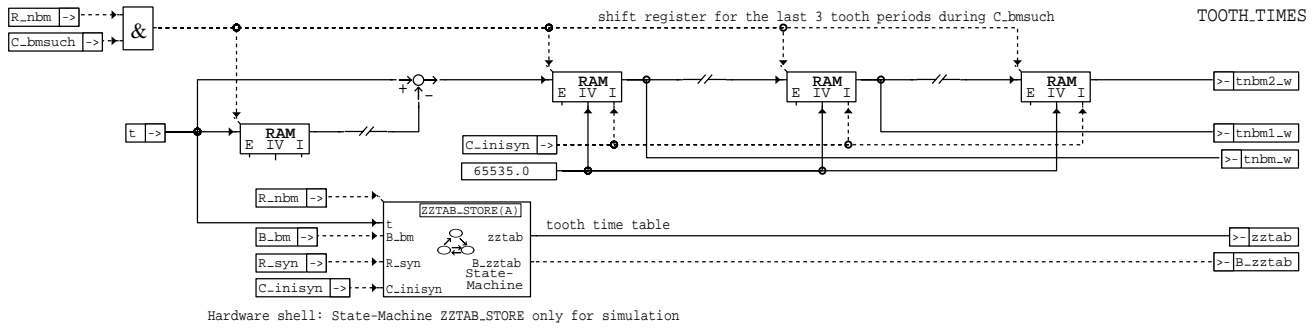 R_nbm ->
C_bmsuch ->
&
shift register for the last 3 tooth periods during C_bmsuch
TOOTH_TIMES
RAM
E IV I
RAM
E IV I
RAM
E IV I
>- tnbm2_w
+ −
t ->
RAM
E IV I
>- tnbm1_w
C_inisyn ->
>- tnbm_w
65535.0
R_nbm ->
ZZTAB_STORE(A)
t
tooth time table
B_bm ->
B_bm
zztab
>- zztab
R_syn ->
R_syn
B_zztab
>- B_zztab
State-
Machine
C_inisyn ->
C_inisyn
Hardware shell: State-Machine ZZTAB_STORE only for simulation